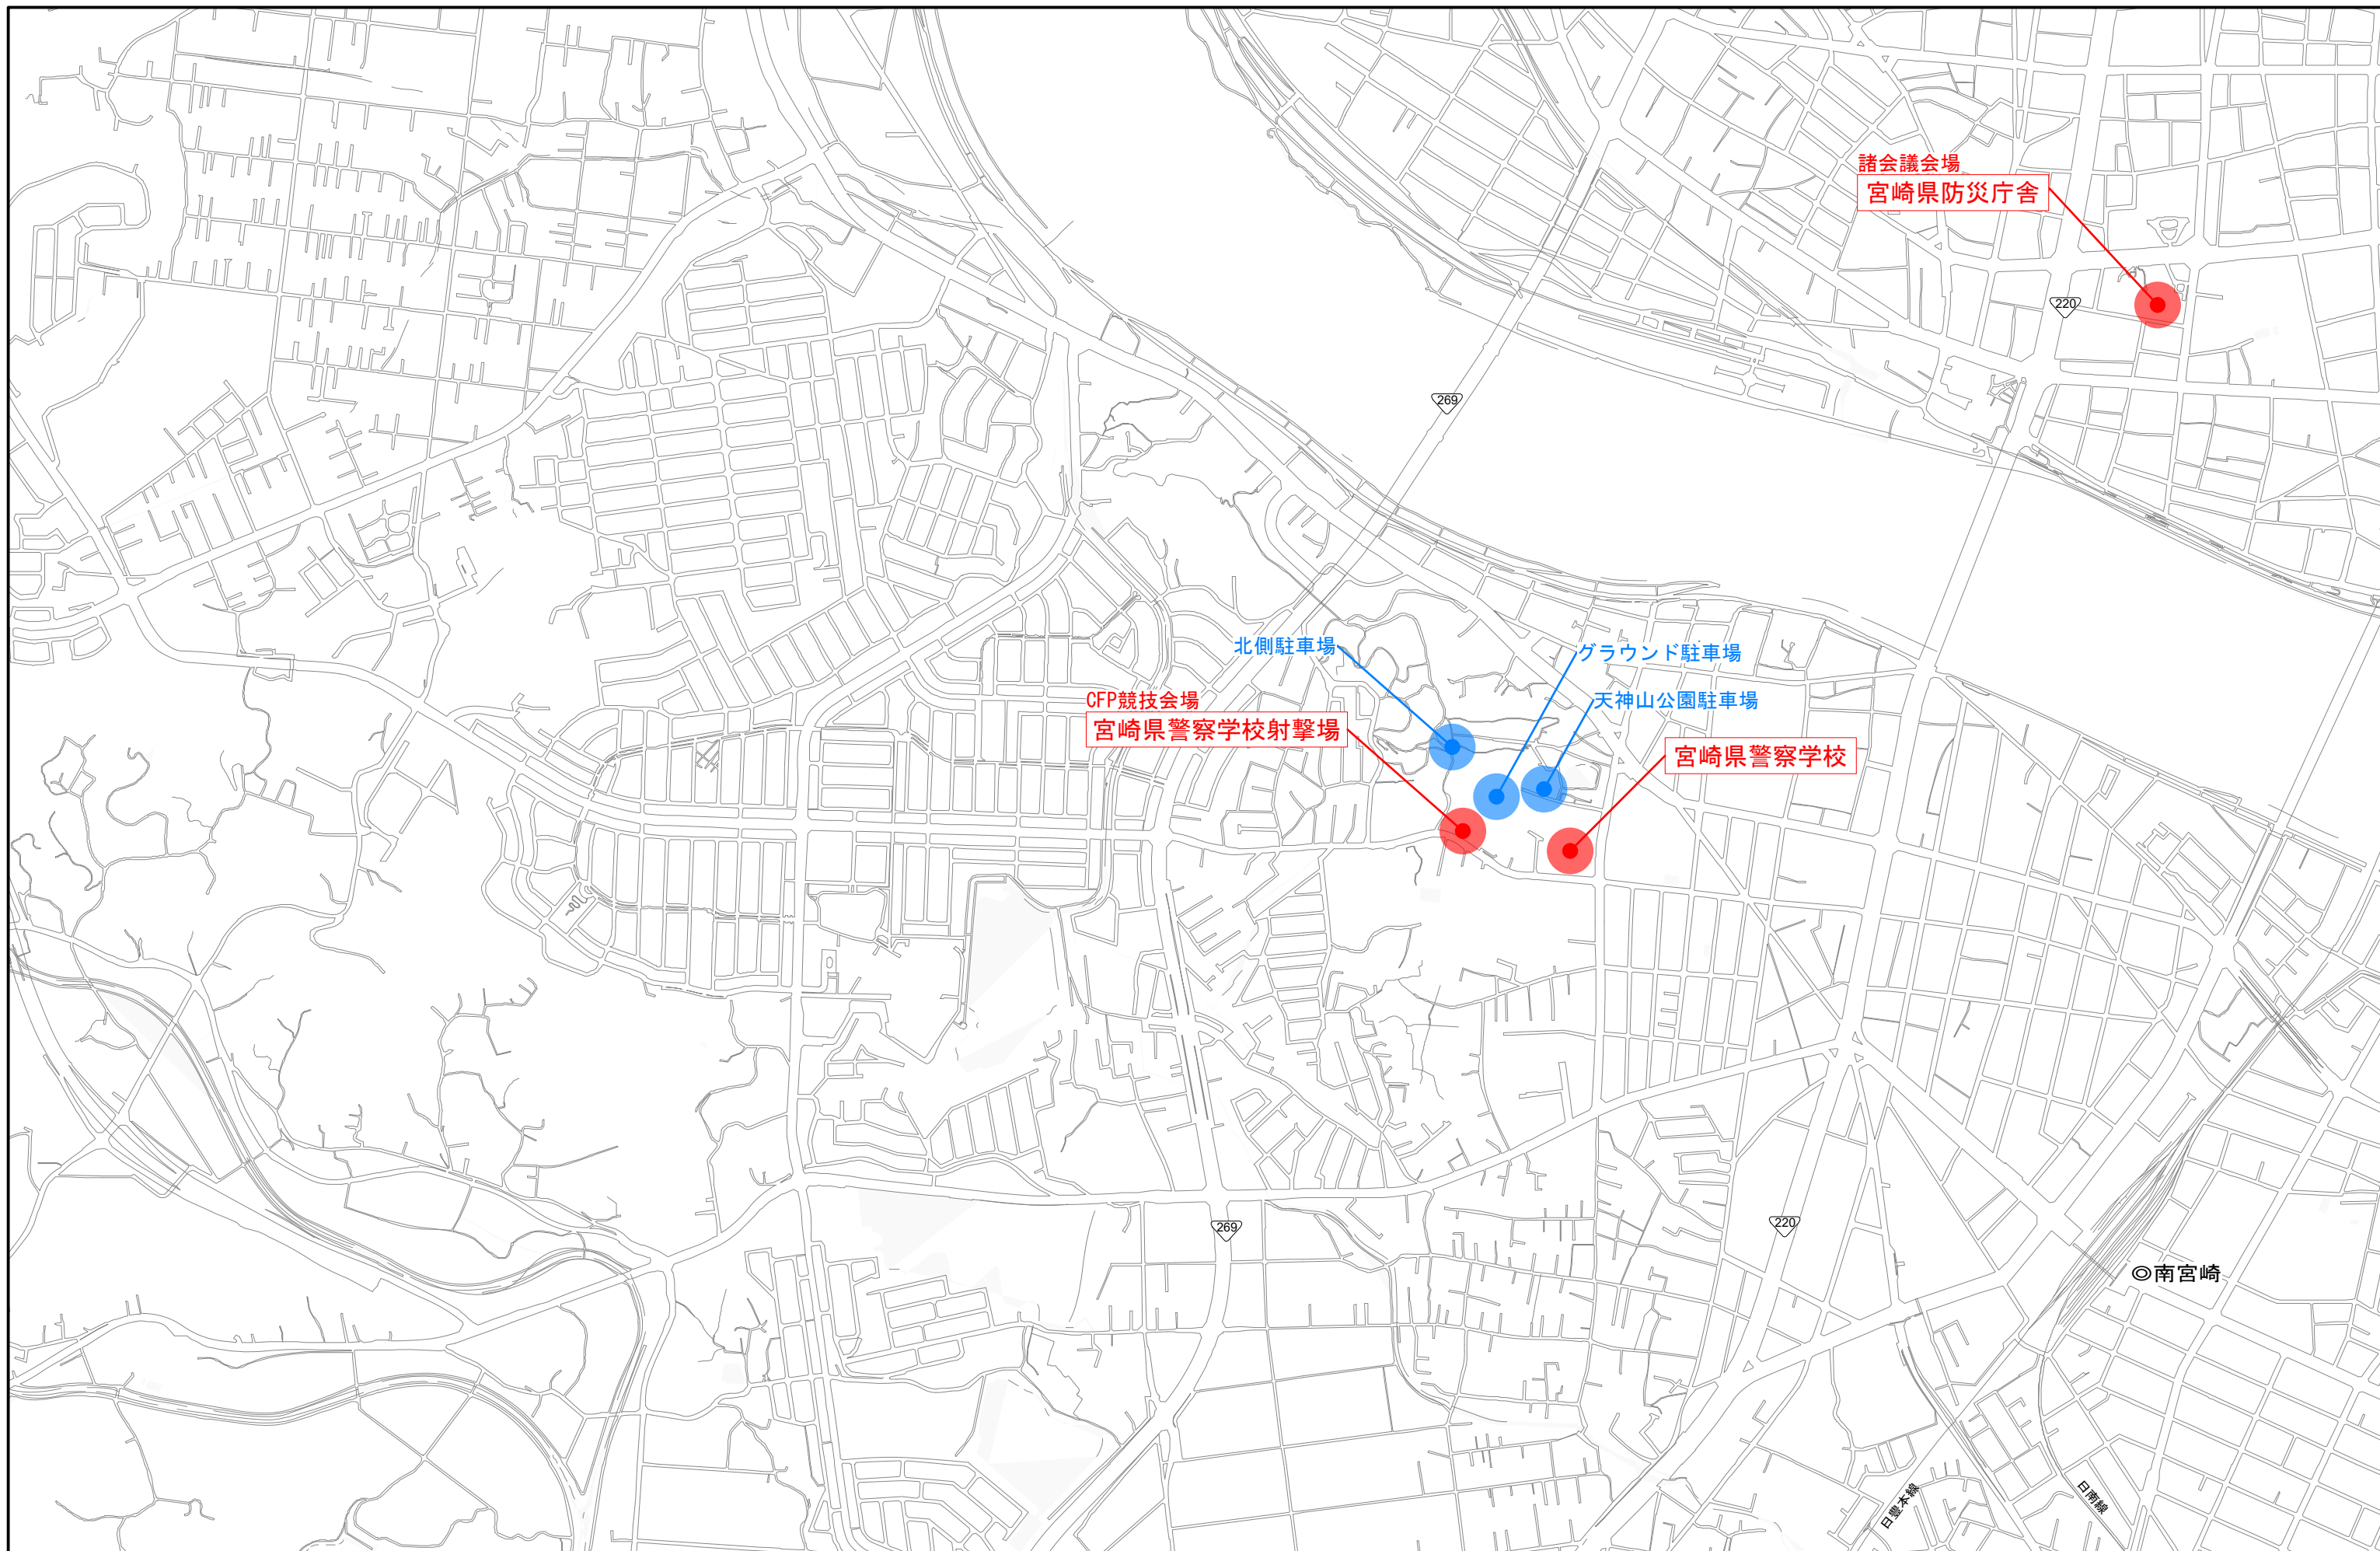 諸会議会場
宮崎県防災庁舎
220
269
北側駐車場
グラウンド駐車場
CFP競技会場
宮崎県警察学校射撃場
天神山公園駐車場
宮崎県警察学校
269
220
◎南宮崎
日豊本線
日南線